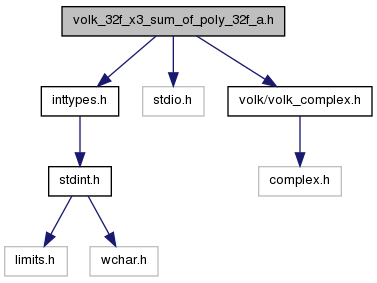 volk_32f_x3_sum_of_poly_32f_a.h
inttypes.h
stdio.h
volk/volk_complex.h
stdint.h
complex.h
limits.h
wchar.h